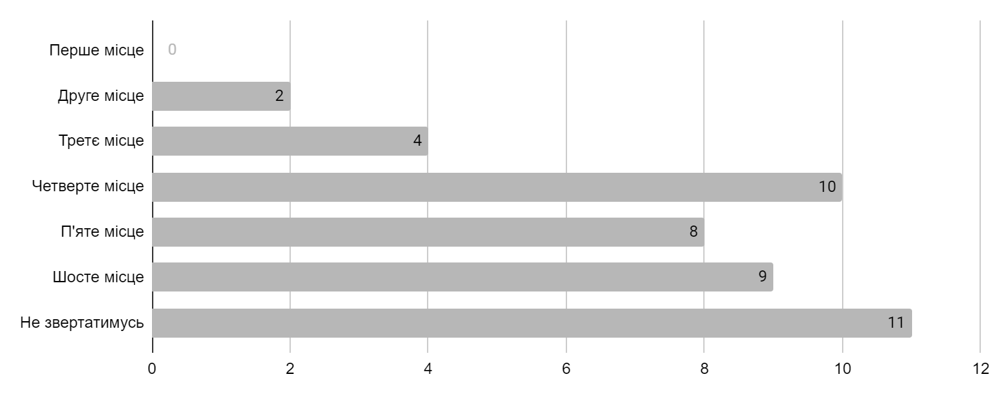 Перше місце 0
Друге місце 2
Третє місце 4
Четверте місце 10
П'яте місце 8
Шосте місце 9
Не звертатимусь 11
0 2 4 6 8 10 12